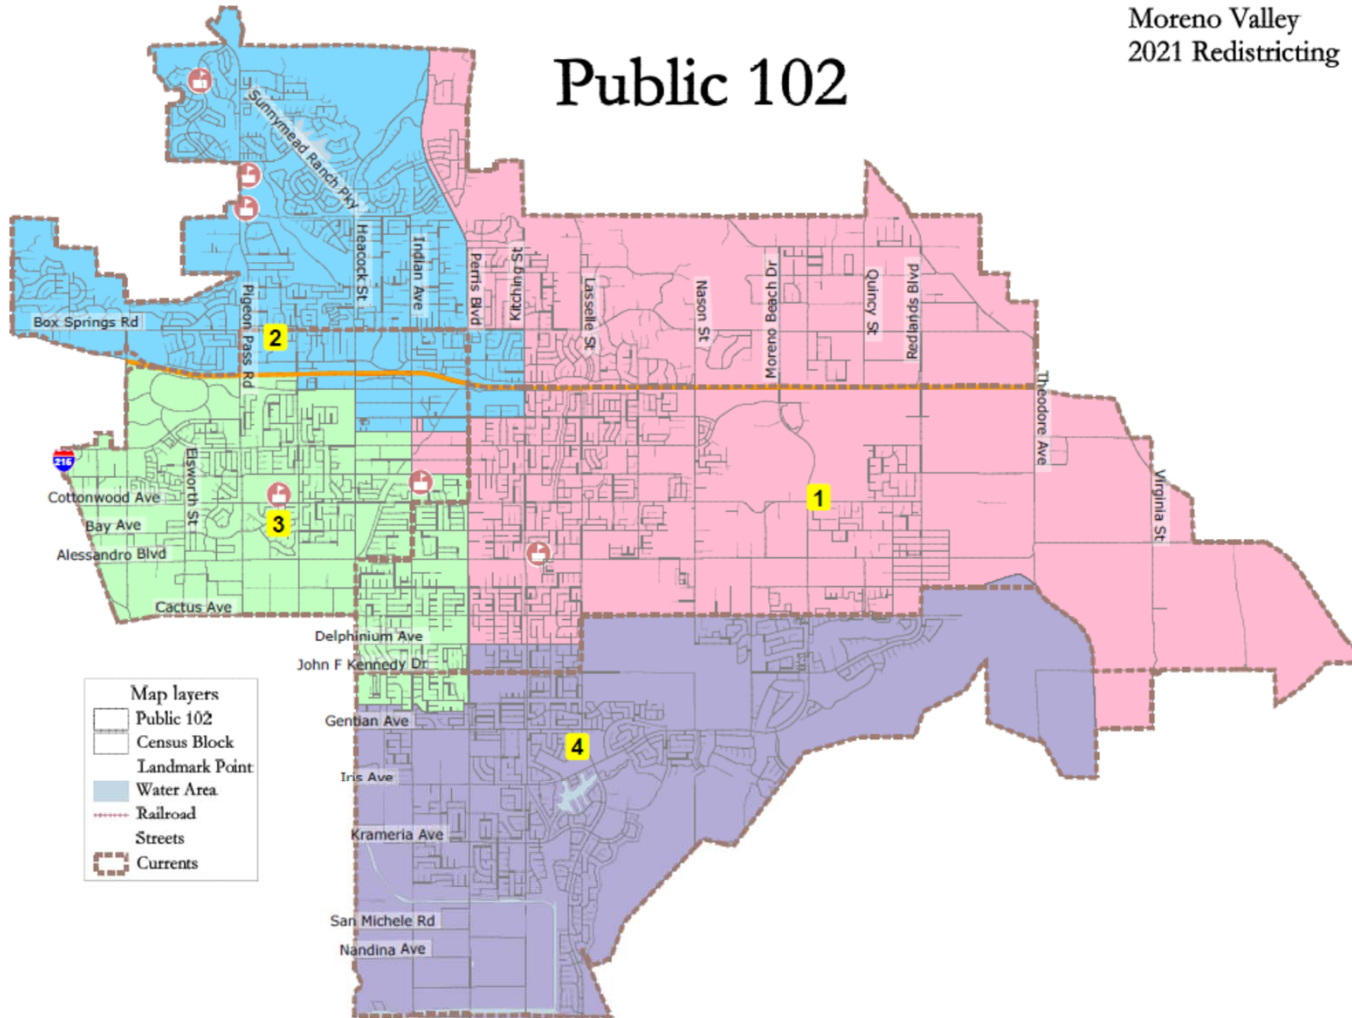 Moreno Valley
2021 Redistricting
Public 102
Sunnymead Ranch Pky
Heacock St
Indian Ave
Perris Blvd
Kitching St
Lasselle St
Nason St
Moreno Beach Dr
Quincy St
Redlands Blvd
Theodore Ave
Virginia St
Pigeon Pass Rd
Box Springs Rd
2
215
Elsworth St
Cottonwood Ave
1
3
Bay Ave
Alessandro Blvd
Cactus Ave
Delphinium Ave
John F Kennedy Dr
Gentian Ave
4
Iris Ave
Krameria Ave
San Michele Rd
Nandina Ave
Map layers
Public 102
Census Block
Landmark Point
Water Area
Railroad
Streets
Currents